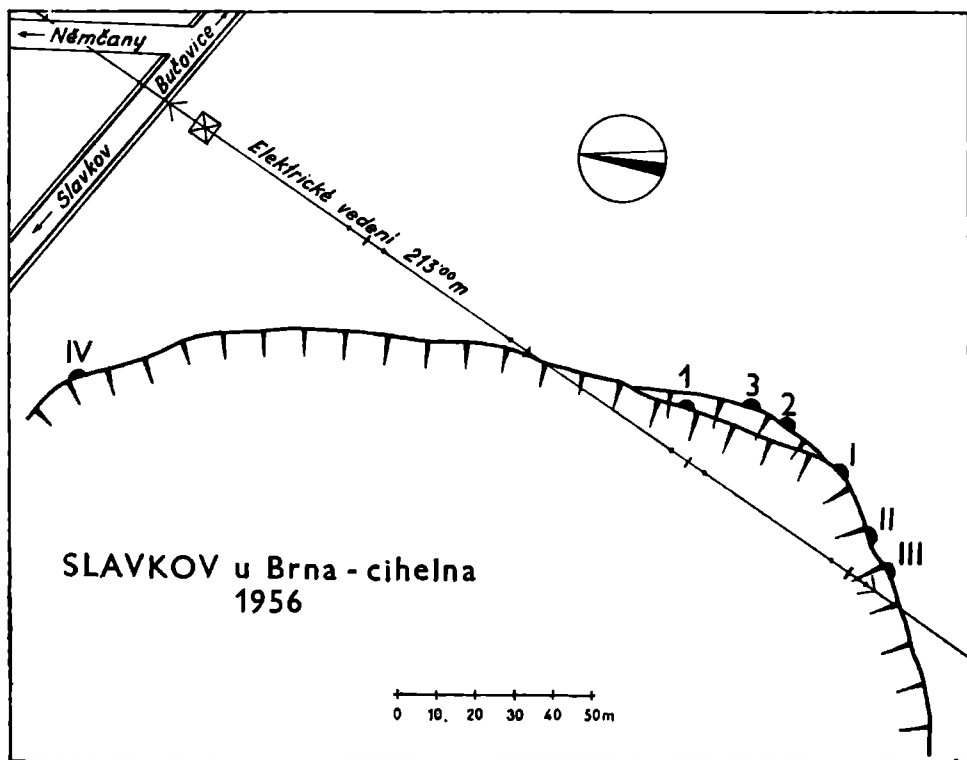 ← Němčany
Bučovice →
← Slavkov
Elektrické vedení 213·00 m
IV
1
3
2
I
II
III
SLAVKOV u Brna - cihelna
1956
0 10. 20 30 40 50m